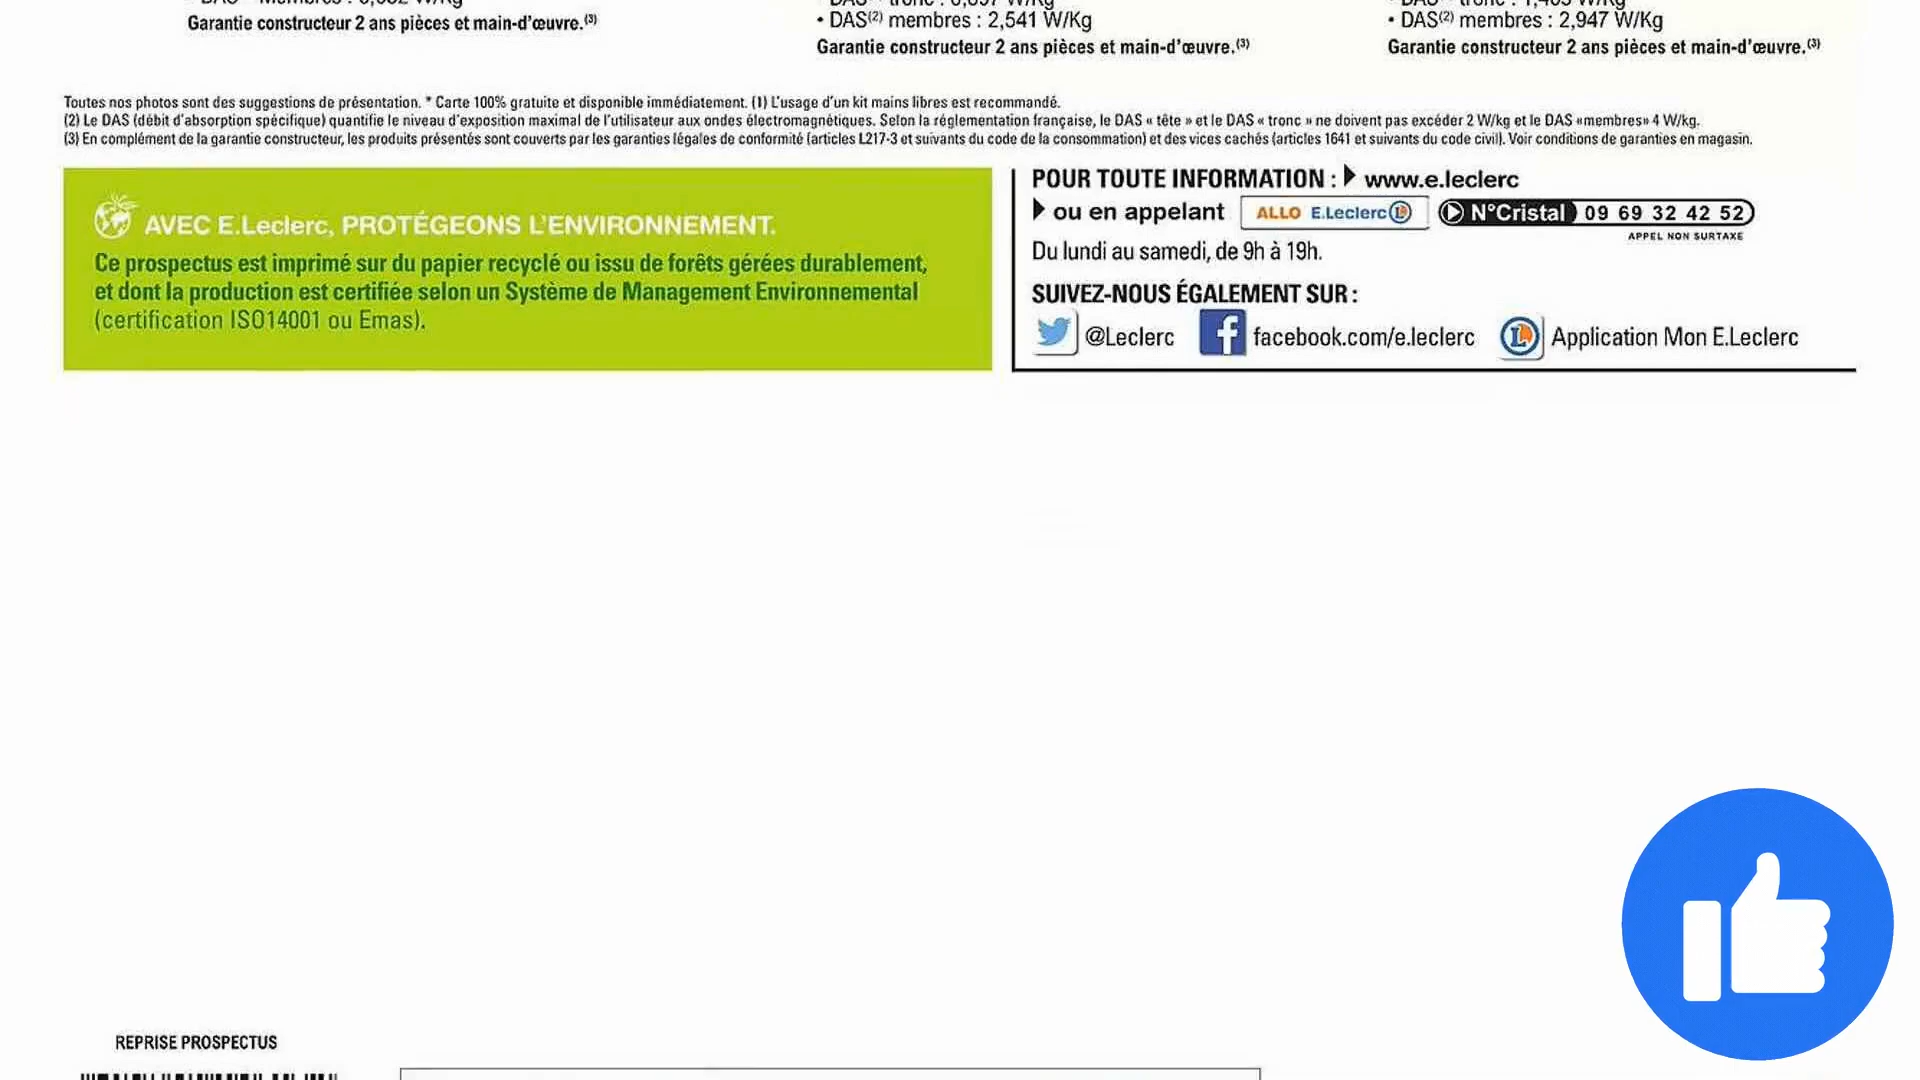 Garantie constructeur 2 ans pièces et main-d'œuvre.(3)
• DAS(2) membres : 2,541 W/Kg
Garantie constructeur 2 ans pièces et main-d'œuvre.(3)
• DAS(2) membres : 2,947 W/Kg
Garantie constructeur 2 ans pièces et main-d'œuvre.(3)
Toutes nos photos sont des suggestions de présentation. * Carte 100% gratuite et disponible immédiatement. (1) L'usage d'un kit mains libres est recommandé.
(2) Le DAS (débit d'absorption spécifique) quantifie le niveau d'exposition maximal de l'utilisateur aux ondes électromagnétiques. Selon la réglementation française, le DAS « tête » et le DAS « tronc » ne doivent pas excéder 2 W/kg et le DAS «membres» 4 W/kg.
(3) En complément de la garantie constructeur, les produits présentés sont couverts par les garanties légales de conformité (articles L217-3 et suivants du code de la consommation) et des vices cachés (articles 1641 et suivants du code civil). Voir conditions de garanties en magasin.
AVEC E.Leclerc, PROTÉGEONS L'ENVIRONNEMENT.
Ce prospectus est imprimé sur du papier recyclé ou issu de forêts gérées durablement,
et dont la production est certifiée selon un Système de Management Environnemental
(certification ISO14001 ou Emas).
POUR TOUTE INFORMATION : www.e.leclerc
ou en appelant ALLO E.Leclerc N°Cristal 09 69 32 42 52
APPEL NON SURTAXE
Du lundi au samedi, de 9h à 19h.
SUIVEZ-NOUS ÉGALEMENT SUR :
@Leclerc facebook.com/e.leclerc Application Mon E.Leclerc
REPRISE PROSPECTUS